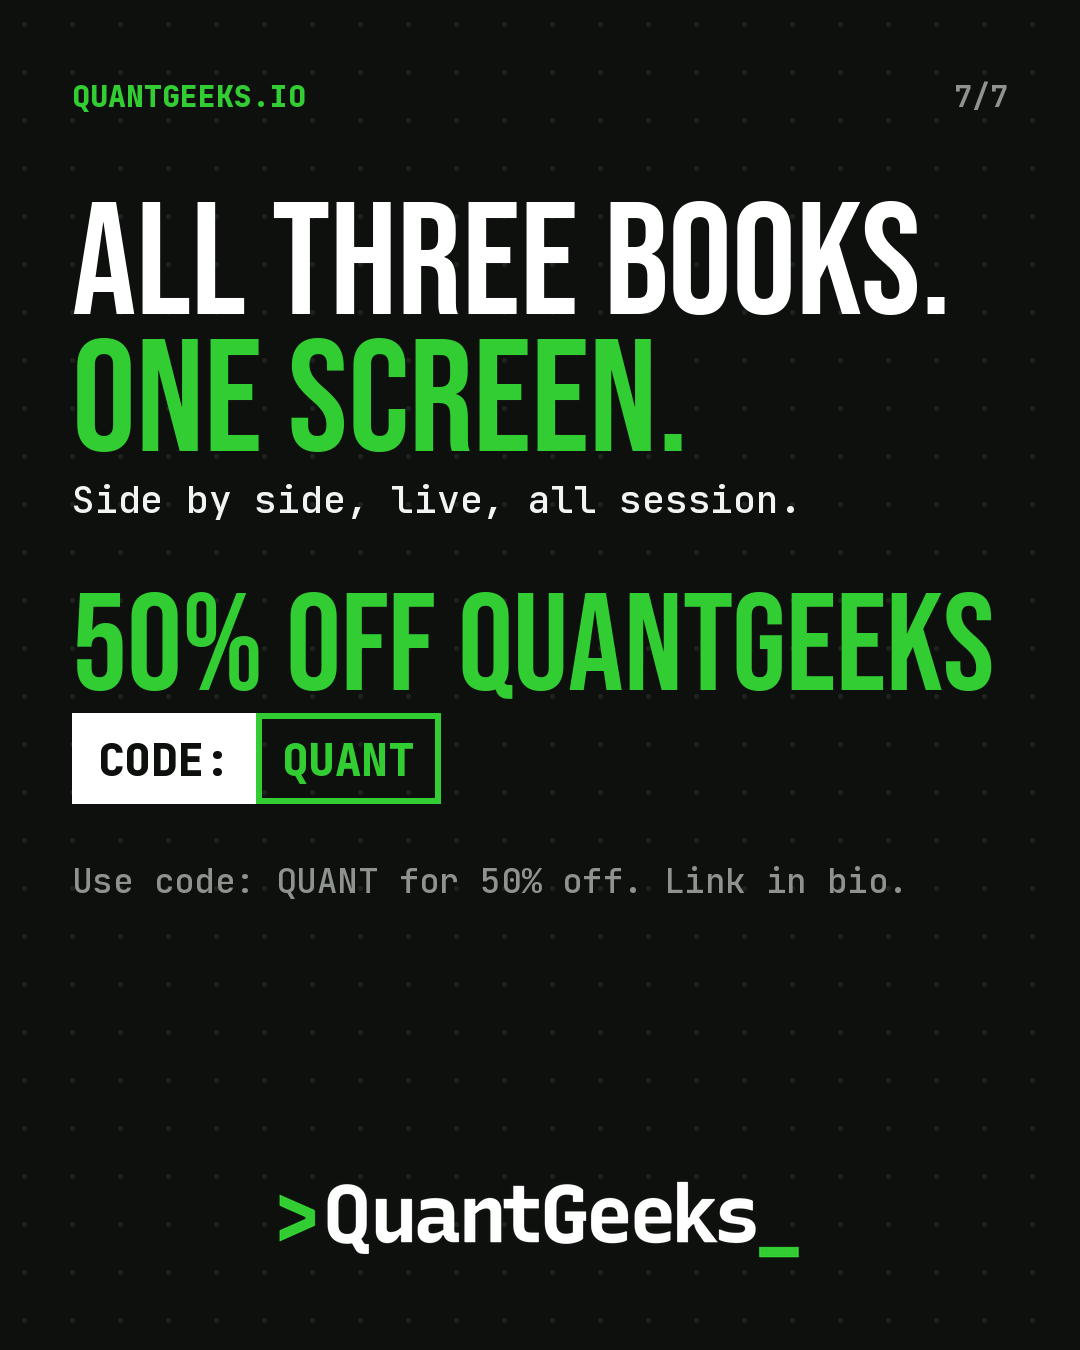 QUANTGEEKS.IO
7/7
ALL THREE BOOKS.
ONE SCREEN.
Side by side, live, all session.
50% OFF QUANTGEEKS
CODE: QUANT
Use code: QUANT for 50% off. Link in bio.
>QuantGeeks_